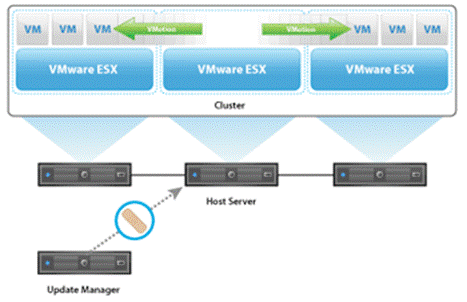 VM VM VM VMotion VMotion VM VM VM
VMware ESX VMware ESX VMware ESX
Cluster
Host Server
Update Manager